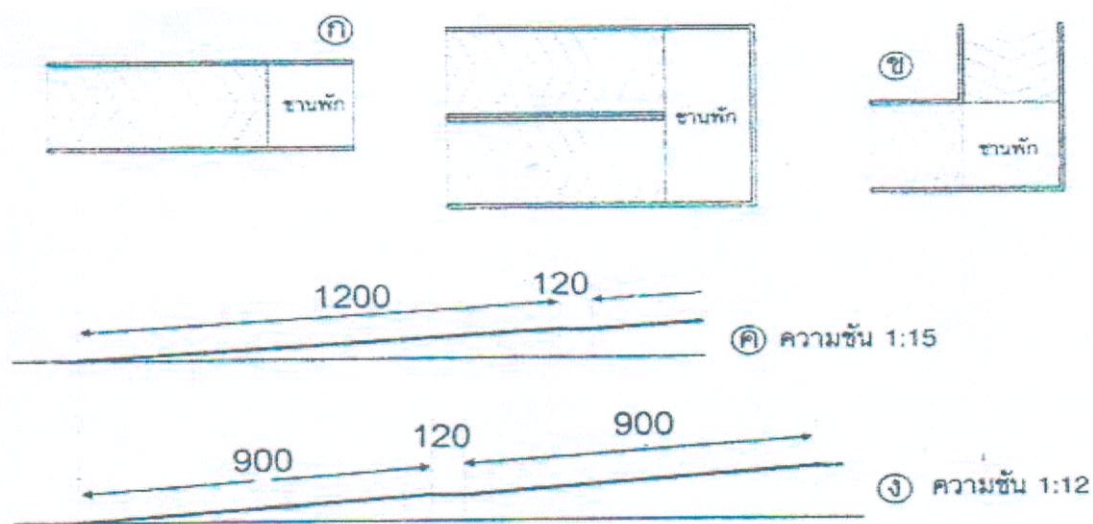 ก
ชานพัก
ชานพัก
ข
ชานพัก
1200
120
ค ความชัน 1:15
900
120
900
ง ความชัน 1:12